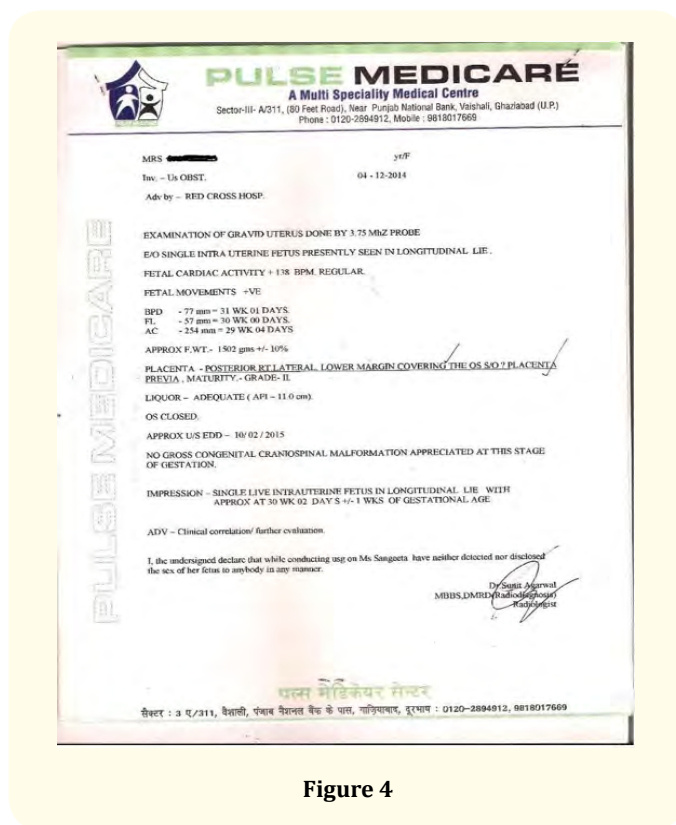 PULSE MEDICARE
A Multi Speciality Medical Centre
Sector-III- A/311, (80 Feet Road), Near Punjab National Bank, Vaishali, Ghaziabad (U.P.)
Phone : 0120-2894912, Mobile : 9818017669
MRS yr/F
Inv. – Us OBST. 04 - 12-2014
Adv by – RED CROSS HOSP.
EXAMINATION OF GRAVID UTERUS DONE BY 3.75 MhZ PROBE
E/O SINGLE INTRA UTERINE FETUS PRESENTLY SEEN IN LONGITUDINAL LIE .
FETAL CARDIAC ACTIVITY + 138 BPM. REGULAR.
FETAL MOVEMENTS +VE
BPD - 77 mm = 31 WK 01 DAYS.
FL - 57 mm = 30 WK 00 DAYS.
AC - 254 mm = 29 WK 04 DAYS
APPROX F.WT.- 1502 gms +/- 10%
PLACENTA - POSTERIOR RT LATERAL, LOWER MARGIN COVERING THE OS S/O ? PLACENTA
PREVIA , MATURITY.- GRADE- II.
LIQUOR – ADEQUATE ( API – 11.0 cm).
OS CLOSED.
APPROX U/S EDD – 10/ 02 / 2015
NO GROSS CONGENITAL CRANIOSPINAL MALFORMATION APPRECIATED AT THIS STAGE
OF GESTATION.
IMPRESSION – SINGLE LIVE INTRAUTERINE FETUS IN LONGITUDINAL LIE WITH
APPROX AT 30 WK 02 DAY S +/- 1 WKS OF GESTATIONAL AGE
ADV – Clinical correlation/ further evaluation.
I, the undersigned declare that while conducting usg on Ms Sangeeta have neither detected nor disclosed
the sex of her fetus to anybody in any manner.
Dr Sumit Agarwal
MBBS,DMRD(Radiodiagnosis)
Radiologist
PULSE MEDICARE
पल्स मेडिकेयर सेन्टर
सैक्टर : 3 ए/311, वैशाली, पंजाब नैशनल बैंक के पास, गाज़ियाबाद, दूरभाष : 0120–2894912, 9818017669
Figure 4